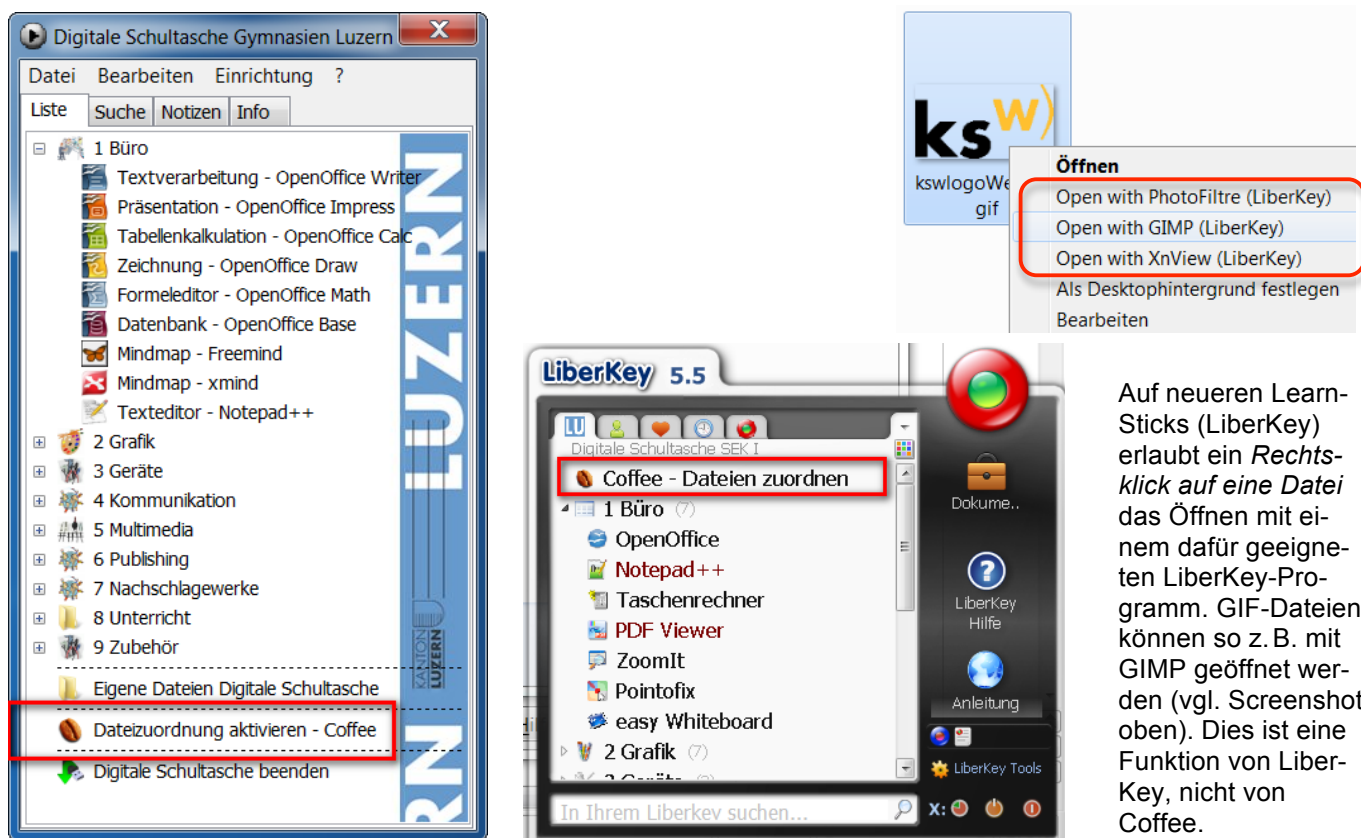 Digitale Schultasche Gymnasien Luzern
X
Datei Bearbeiten Einrichtung ?
Liste Suche Notizen Info
1 Büro
Textverarbeitung - OpenOffice Writer
Präsentation - OpenOffice Impress
Tabellenkalkulation - OpenOffice Calc
Zeichnung - OpenOffice Draw
Formeleditor - OpenOffice Math
Datenbank - OpenOffice Base
Mindmap - Freemind
Mindmap - xmind
Texteditor - Notepad++
2 Grafik
3 Geräte
4 Kommunikation
5 Multimedia
6 Publishing
7 Nachschlagewerke
8 Unterricht
9 Zubehör
Eigene Dateien Digitale Schultasche
Dateizuordnung aktivieren - Coffee
Digitale Schultasche beenden
LUZERN
KANTON
LUZERN
RN
ksw)
kswlogoWe
gif
Öffnen
Open with PhotoFiltre (LiberKey)
Open with GIMP (LiberKey)
Open with XnView (LiberKey)
Als Desktophintergrund festlegen
Bearbeiten
LiberKey 5.5
LU
Digitale Schultasche SEK I
Coffee - Dateien zuordnen
1 Büro (7)
OpenOffice
Notepad++
Taschenrechner
PDF Viewer
ZoomIt
Pointofix
easy Whiteboard
2 Grafik (7)
In Ihrem Liberkey suchen...
Dokume..
LiberKey
Hilfe
Anleitung
LiberKey Tools
X:
Auf neueren Learn-
Sticks (LiberKey)
erlaubt ein Rechts-
klick auf eine Datei
das Öffnen mit ei-
nem dafür geeigne-
ten LiberKey-Pro-
gramm. GIF-Dateien
können so z. B. mit
GIMP geöffnet wer-
den (vgl. Screenshot
oben). Dies ist eine
Funktion von Liber-
Key, nicht von
Coffee.